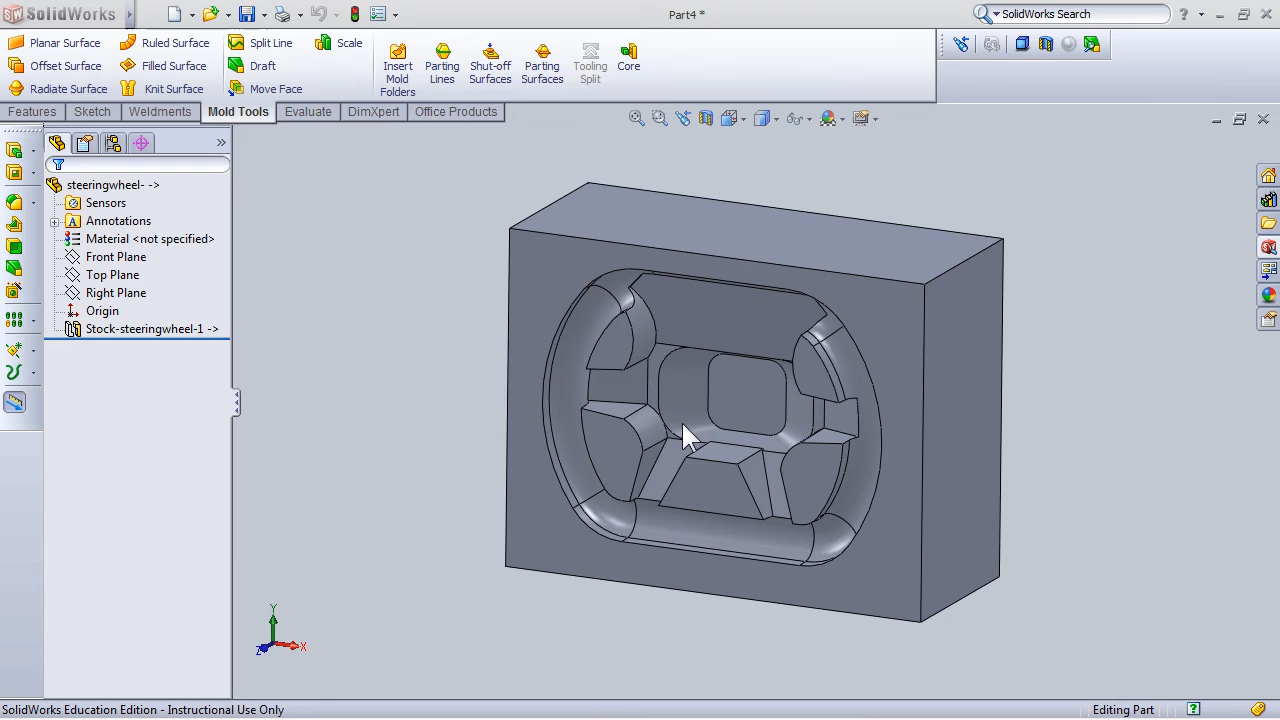 SolidWorks
Part4 *
SolidWorks Search
Planar Surface
Ruled Surface
Split Line
Scale
Offset Surface
Filled Surface
Draft
Radiate Surface
Knit Surface
Move Face
Insert
Mold
Folders
Parting
Lines
Shut-off
Surfaces
Parting
Surfaces
Tooling
Split
Core
Features
Sketch
Weldments
Mold Tools
Evaluate
DimXpert
Office Products
steeringwheel- ->
Sensors
Annotations
Material <not specified>
Front Plane
Top Plane
Right Plane
Origin
Stock-steeringwheel-1 ->
Y
X
Z
SolidWorks Education Edition - Instructional Use Only
Editing Part